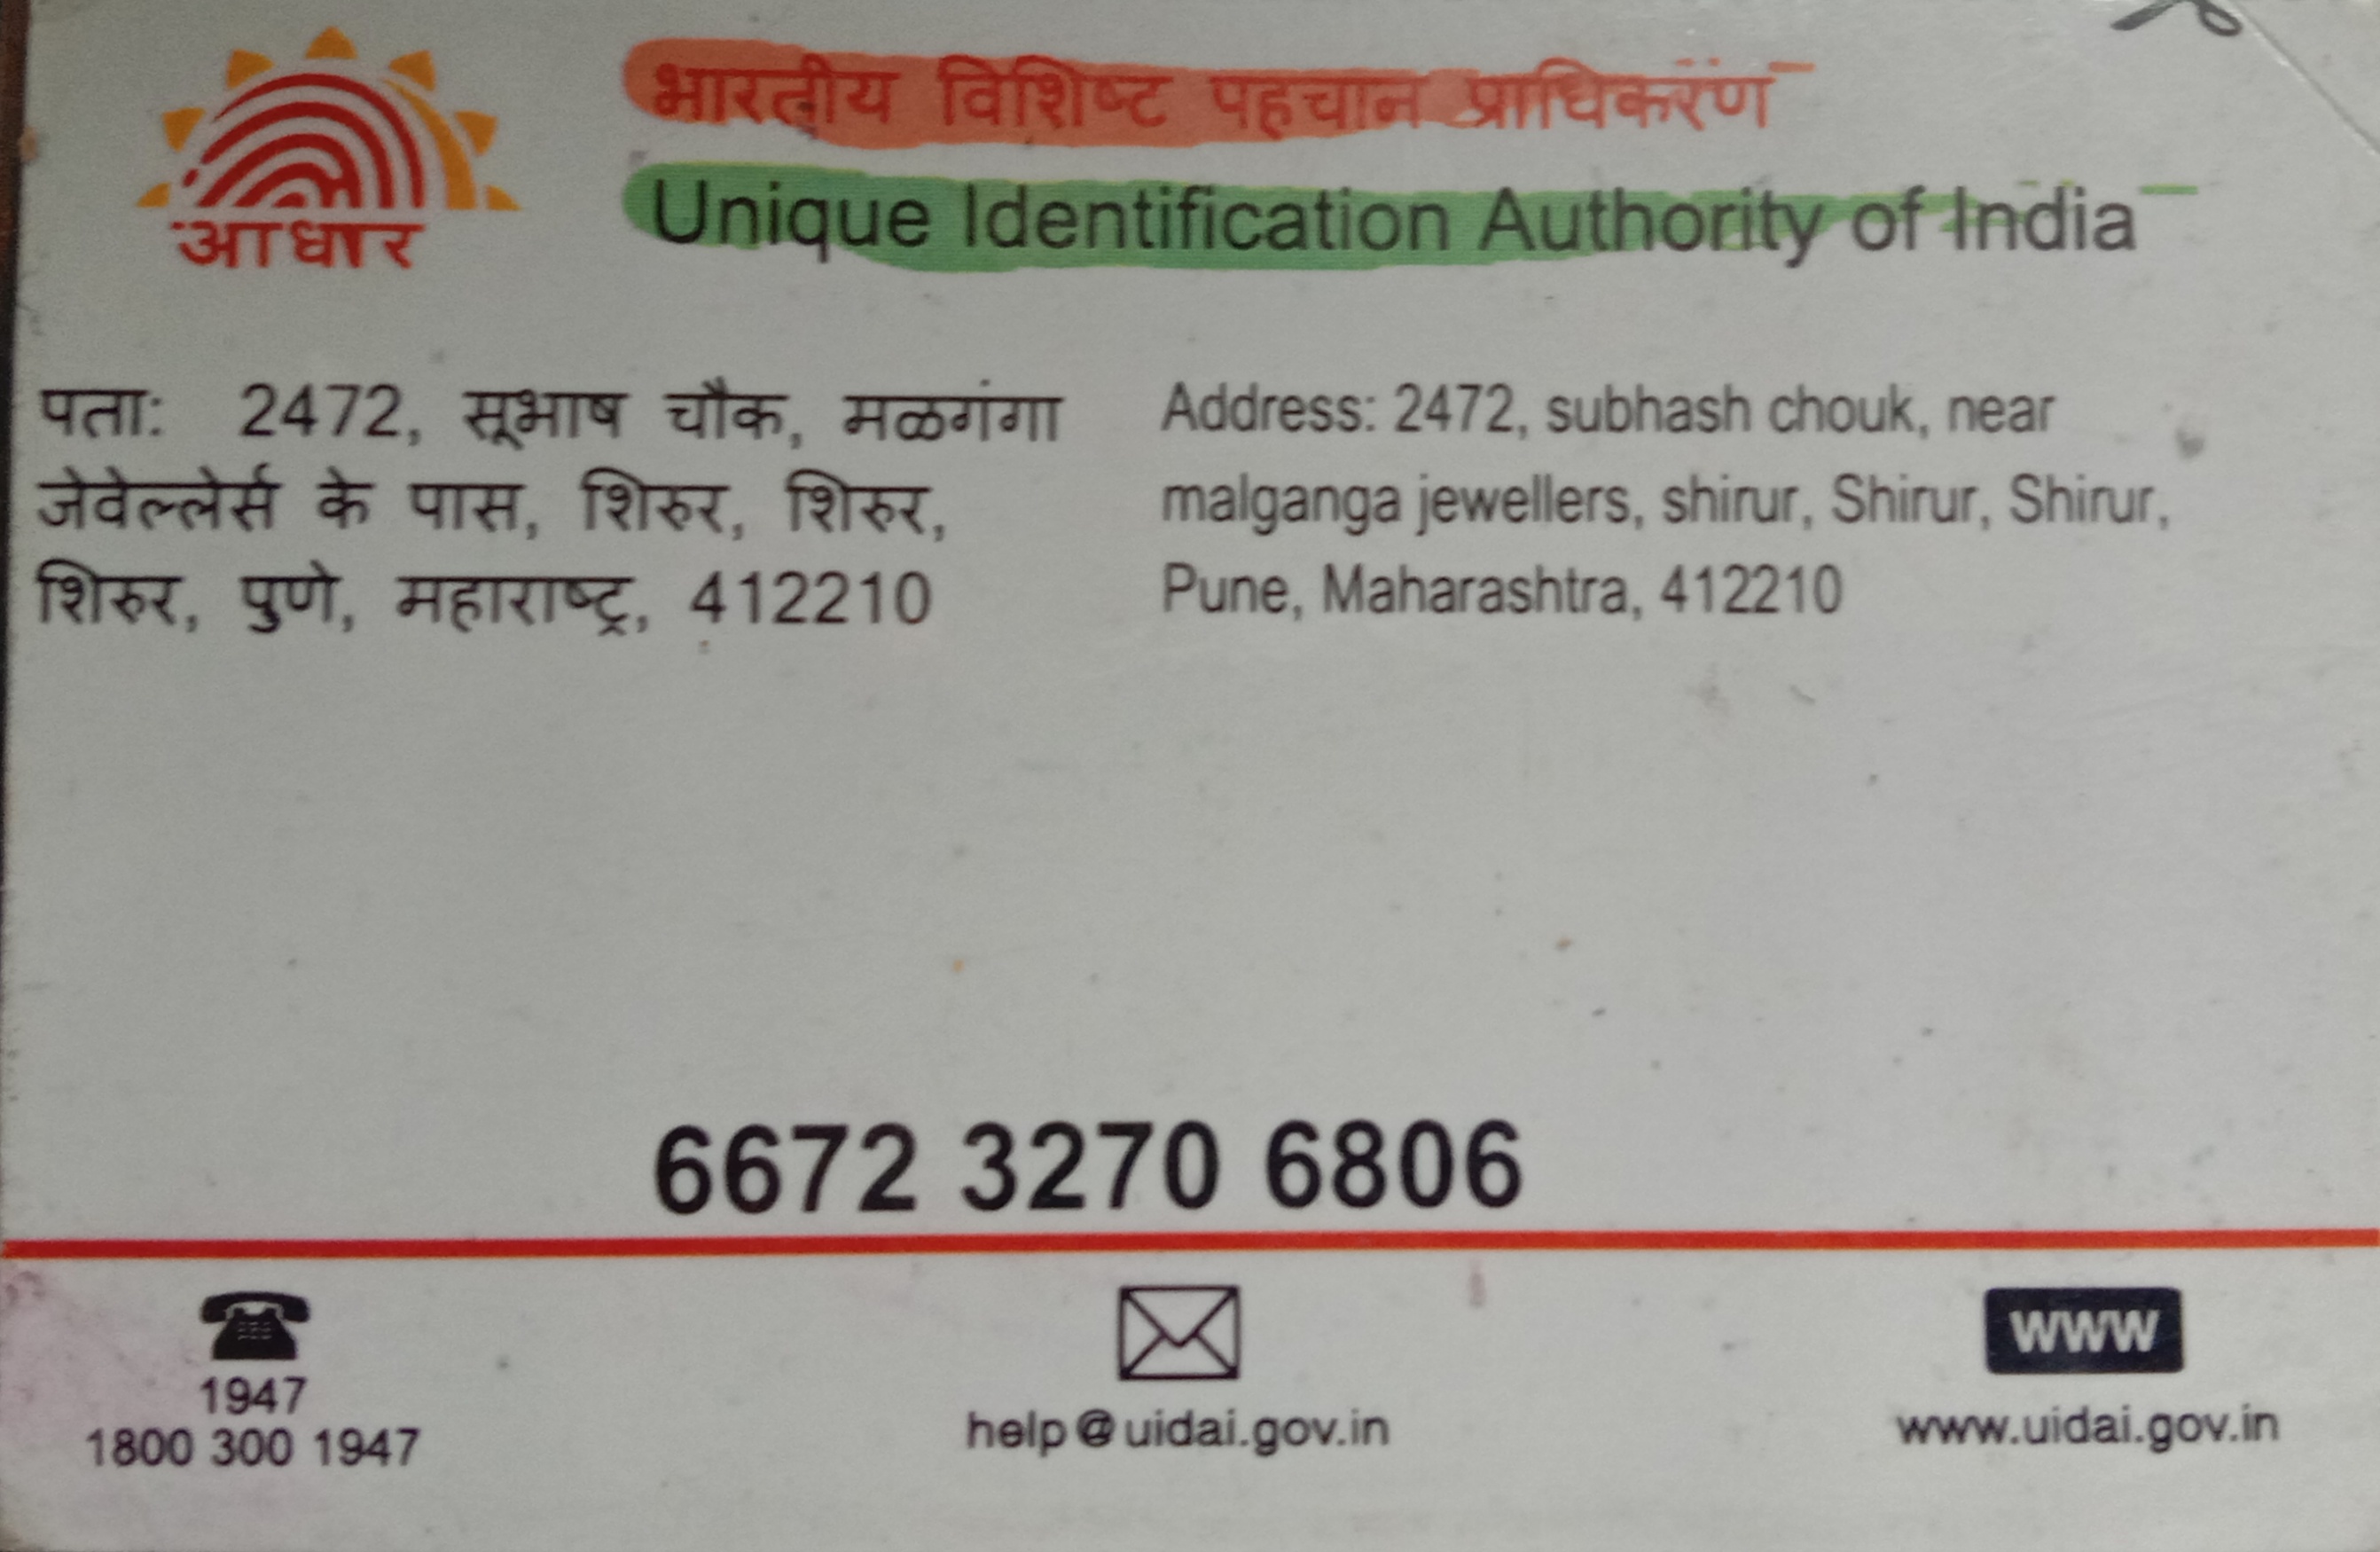 आधार
भारतीय विशिष्ट पहचान प्राधिकरण
Unique Identification Authority of India
पता: 2472, सूभाष चौक, मळगंगा
जेवेल्लेर्स के पास, शिरुर, शिरुर,
शिरुर, पुणे, महाराष्ट्र, 412210
Address: 2472, subhash chouk, near
malganga jewellers, shirur, Shirur, Shirur,
Pune, Maharashtra, 412210
6672 3270 6806
1947
1800 300 1947
help@uidai.gov.in
WWW
www.uidai.gov.in